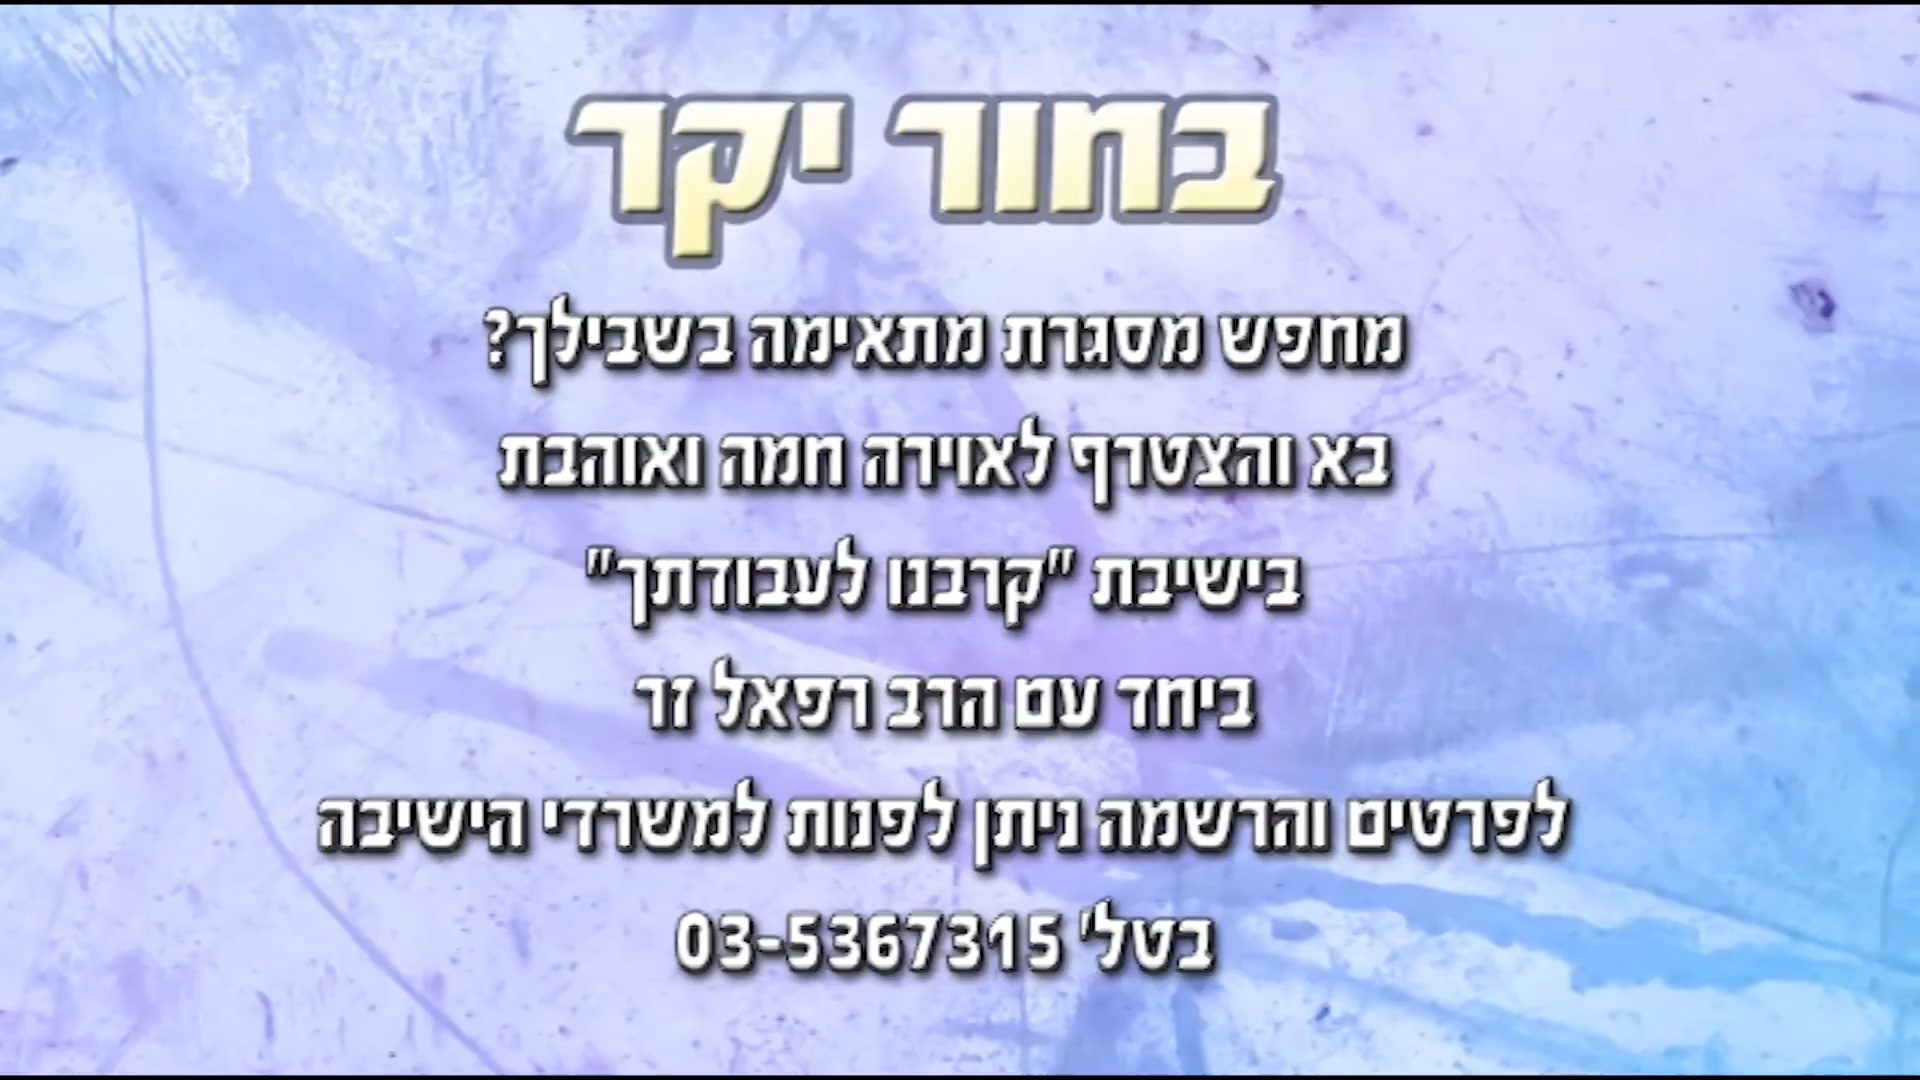 בחור יקר
מחפש מסגרת מתאימה בשבילך?
בא והצטרף לאוירה חמה ואוהבת
בישיבת "קרבנו לעבודתך"
ביחד עם הרב רפאל זר
לפרטים והרשמה ניתן לפנות למשרדי הישיבה
בטל' 03-5367315